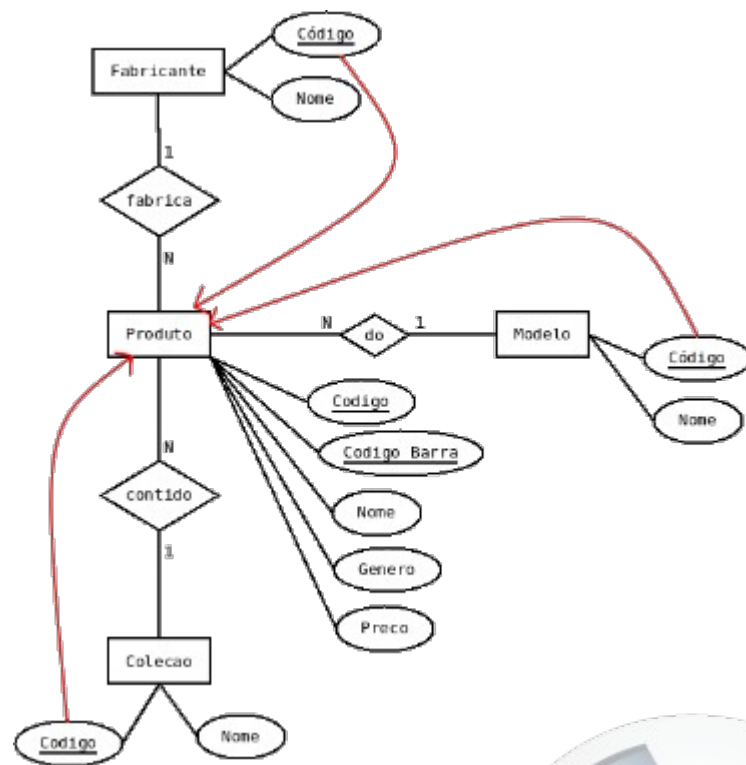 Código
Fabricante
Nome
1
fabrica
N
Produto
N
do
1
Modelo
Código
Nome
Codigo
Codigo Barra
Nome
Genero
Preco
N
contido
1
Colecao
Codigo
Nome